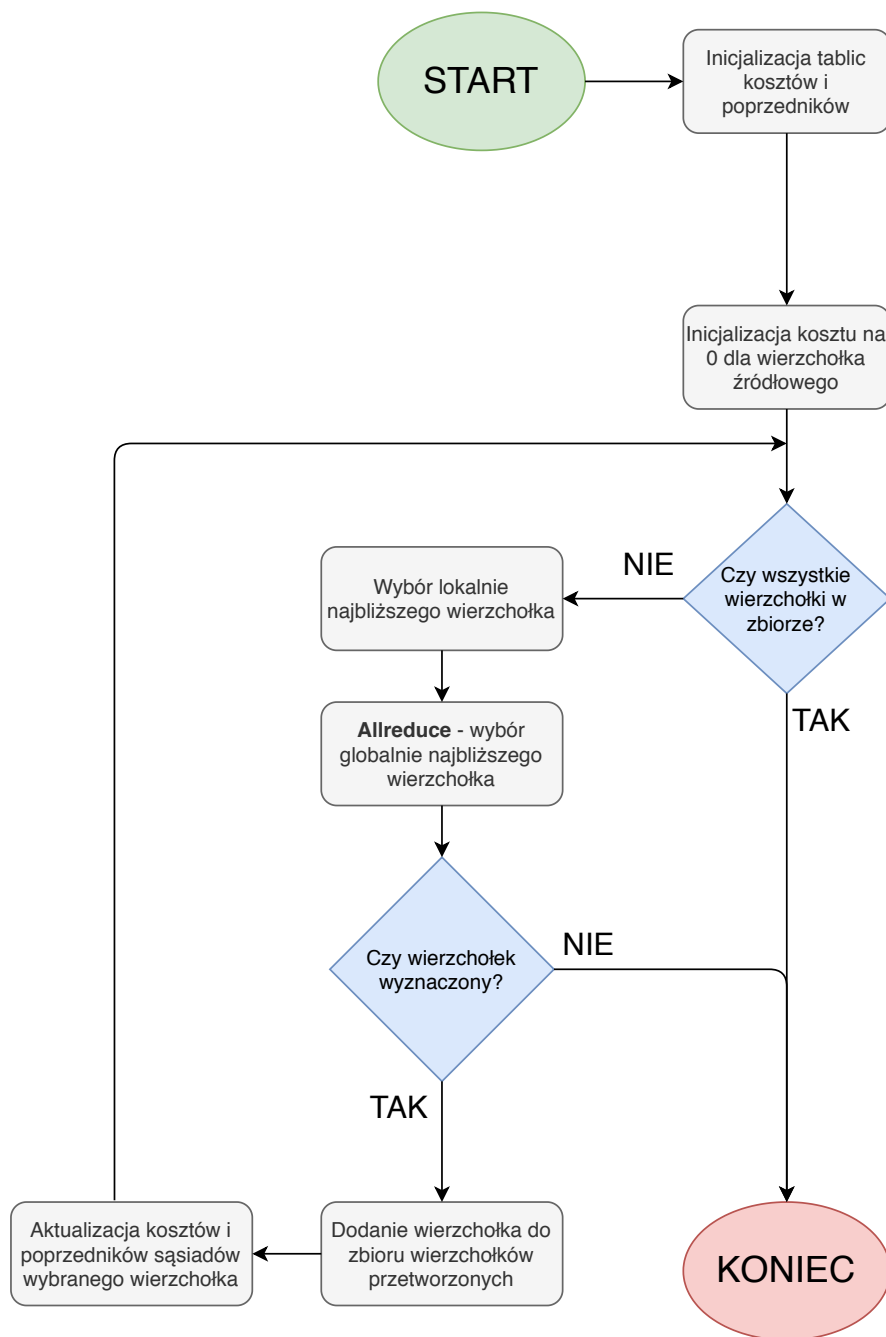 START
Inicjalizacja tablic
kosztów i
poprzedników
Inicjalizacja kosztu na
0 dla wierzchołka
źródłowego
Czy wszystkie
wierzchołki w
zbiorze?
NIE
TAK
Wybór lokalnie
najbliższego wierzchołka
Allreduce - wybór
globalnie najbliższego
wierzchołka
Czy wierzchołek
wyznaczony?
NIE
TAK
Dodanie wierzchołka do
zbioru wierzchołków
przetworzonych
Aktualizacja kosztów i
poprzedników sąsiadów
wybranego wierzchołka
KONIEC